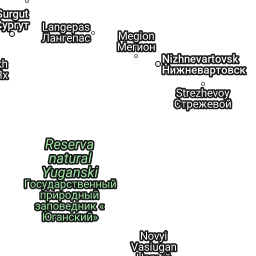 Surgut
Сургут
Langepas
Лангепас
Megion
Мегион
Nizhnevartovsk
Нижневартовск
Strezhevoy
Стрежевой
Reserva
natural
Yuganski
Государственный
природный
заповедник «
Юганский»
Novyi
Vasiugan